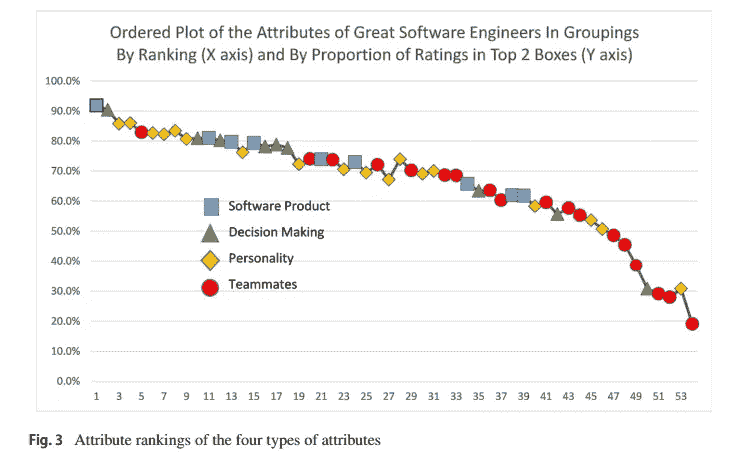 Ordered Plot of the Attributes of Great Software Engineers In Groupings
By Ranking (X axis) and By Proportion of Ratings in Top 2 Boxes (Y axis)
100.0%
90.0%
80.0%
70.0%
60.0%
50.0%
40.0%
30.0%
20.0%
10.0%
0.0%
Software Product
Decision Making
Personality
Teammates
1 3 5 7 9 11 13 15 17 19 21 23 25 27 29 31 33 35 37 39 41 43 45 47 49 51 53
Fig. 3 Attribute rankings of the four types of attributes